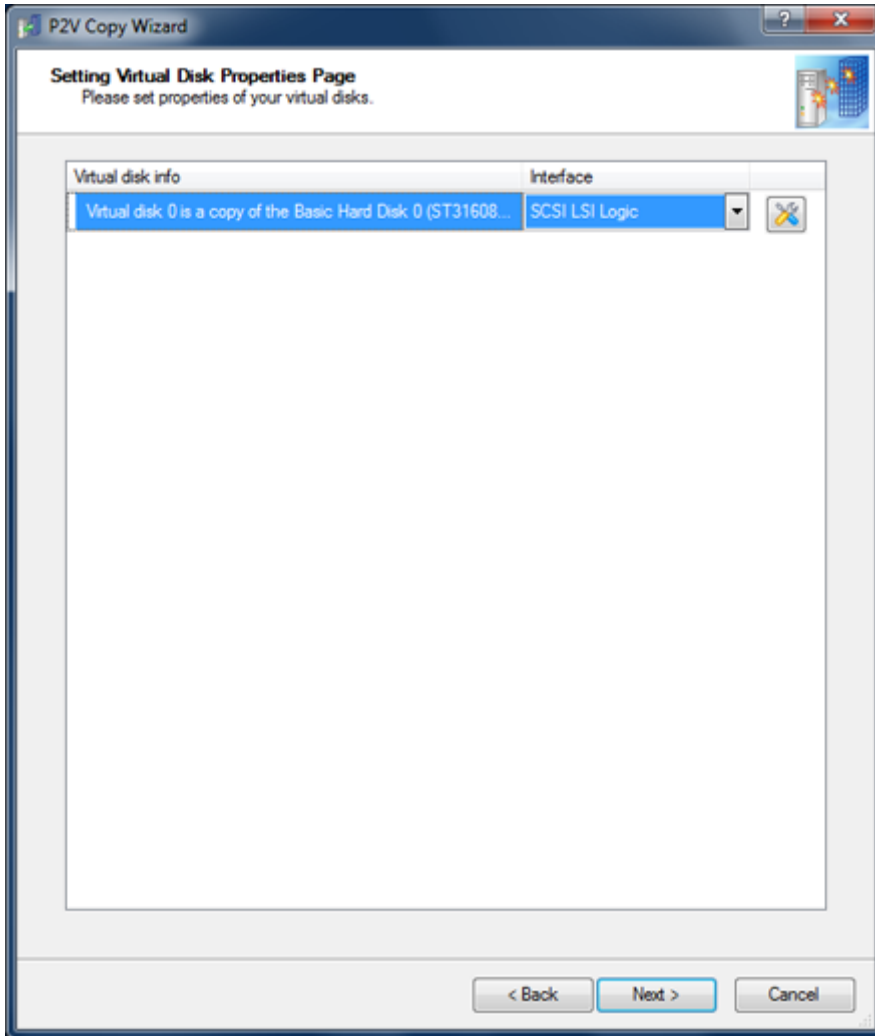 P2V Copy Wizard
?
x
Setting Virtual Disk Properties Page
Please set properties of your virtual disks.
Virtual disk info Interface
Virtual disk 0 is a copy of the Basic Hard Disk 0 (ST31608... SCSI LSI Logic
< Back Next > Cancel